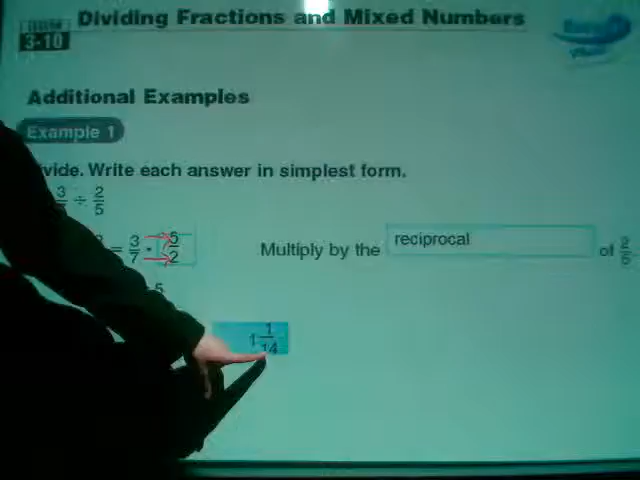 Dividing Fractions and Mixed Numbers
3-10
Additional Examples
Example 1
vide. Write each answer in simplest form.
3 ÷ 2/5
= 3/7 · 5/2 Multiply by the reciprocal of 2/5
5
1 1/14